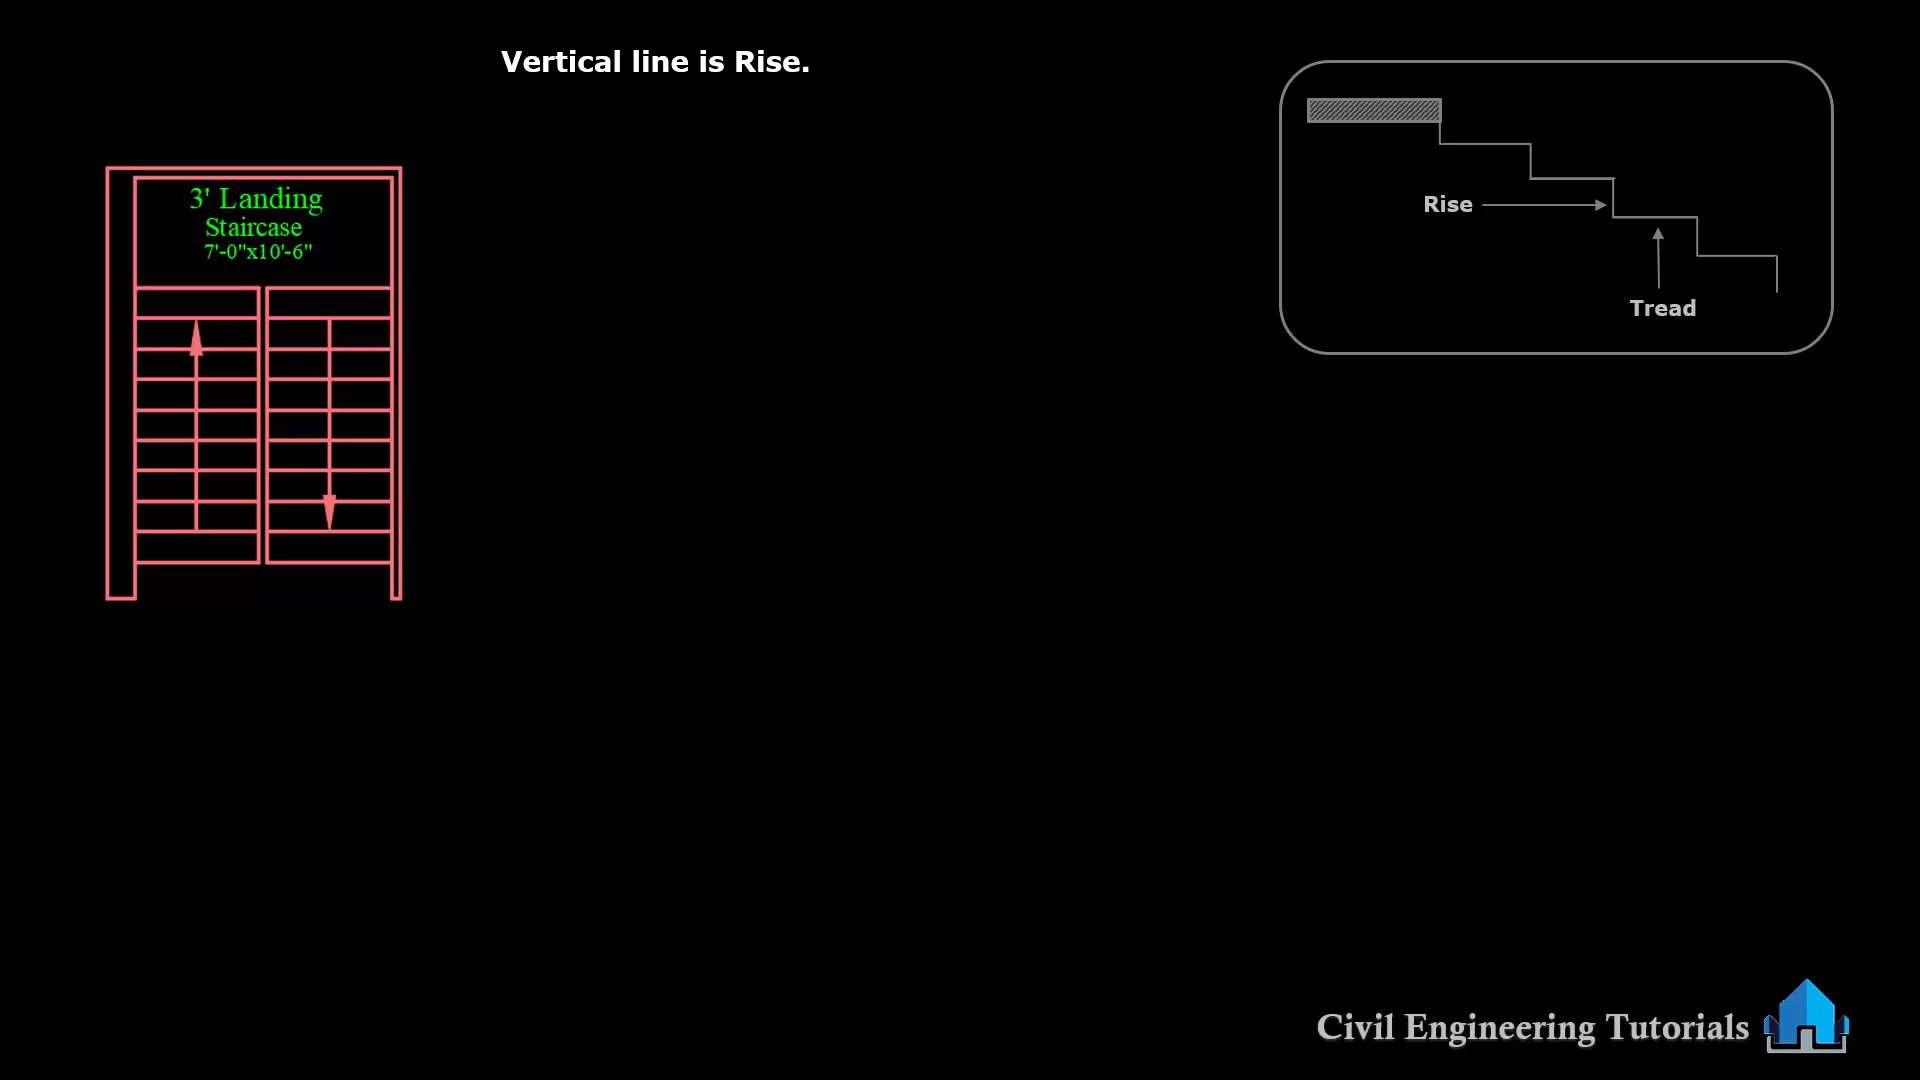 Vertical line is Rise.
3' Landing
Staircase
7'-0"x10'-6"
Rise
Tread
Civil Engineering Tutorials